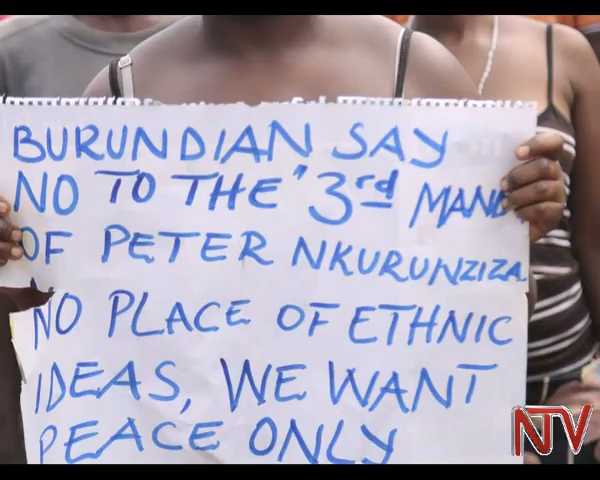 BURUNDIAN SAY
NO TO THE "3rd MAND
OF PETER NKURUNZIZA
NO PLACE OF ETHNIC
IDEAS, WE WANT
PEACE ONLY
NTV